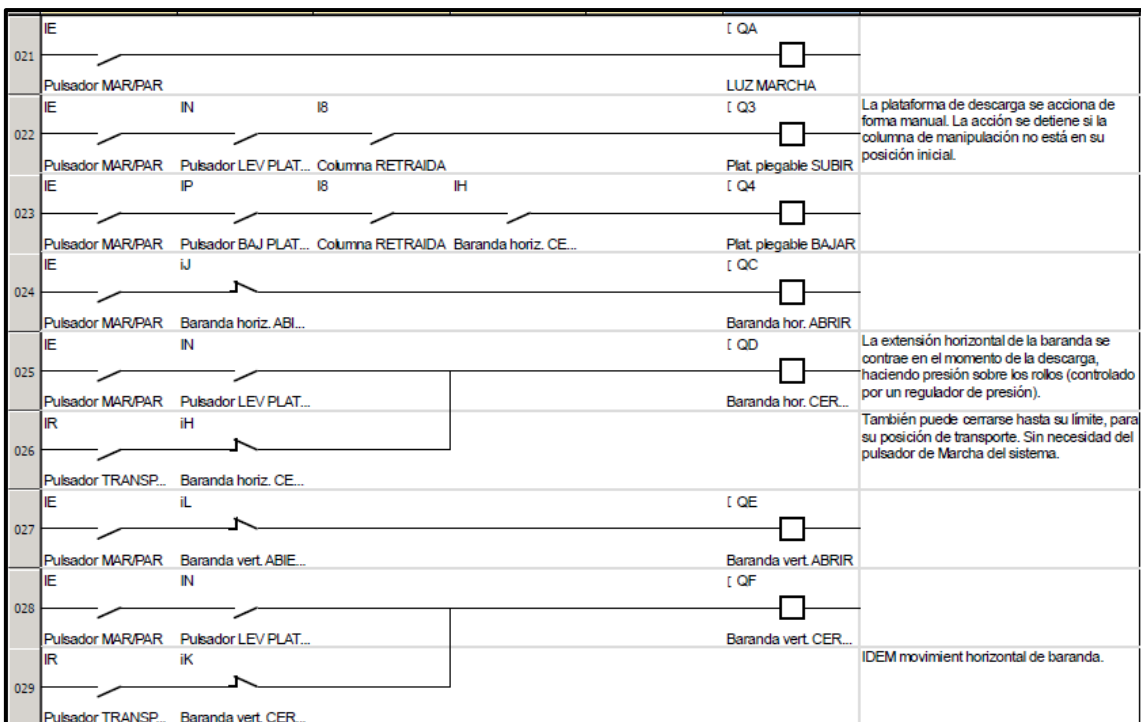 IE [ QA
021
Pulsador MAR/PAR LUZ MARCHA
IE IN I8 [ Q3
022
Pulsador MAR/PAR Pulsador LEV PLAT... Columna RETRAIDA Plat. plegable SUBIR
La plataforma de descarga se acciona de
forma manual. La acción se detiene si la
columna de manipulación no está en su
posición inicial.
IE IP I8 IH [ Q4
023
Pulsador MAR/PAR Pulsador BAJ PLAT... Columna RETRAIDA Baranda horiz. CE... Plat. plegable BAJAR
IE iJ [ QC
024
Pulsador MAR/PAR Baranda horiz. ABI... Baranda hor. ABRIR
IE IN [ QD
025
Pulsador MAR/PAR Pulsador LEV PLAT... Baranda hor. CER...
La extensión horizontal de la baranda se
contrae en el momento de la descarga,
haciendo presión sobre los rollos (controlado
por un regulador de presión).
IR iH
026
Pulsador TRANSP... Baranda horiz. CE...
También puede cerrarse hasta su límite, para
su posición de transporte. Sin necesidad del
pulsador de Marcha del sistema.
IE iL [ QE
027
Pulsador MAR/PAR Baranda vert. ABIE... Baranda vert. ABRIR
IE IN [ QF
028
Pulsador MAR/PAR Pulsador LEV PLAT... Baranda vert. CER...
IR iK
029
Pulsador TRANSP... Baranda vert. CER...
IDEM movimient horizontal de baranda.